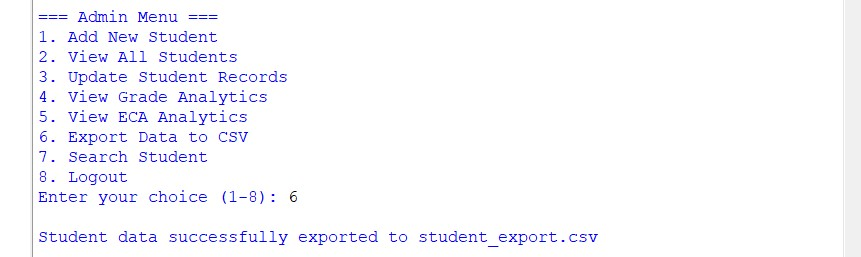 === Admin Menu ===
1. Add New Student
2. View All Students
3. Update Student Records
4. View Grade Analytics
5. View ECA Analytics
6. Export Data to CSV
7. Search Student
8. Logout
Enter your choice (1-8): 6
Student data successfully exported to student_export.csv